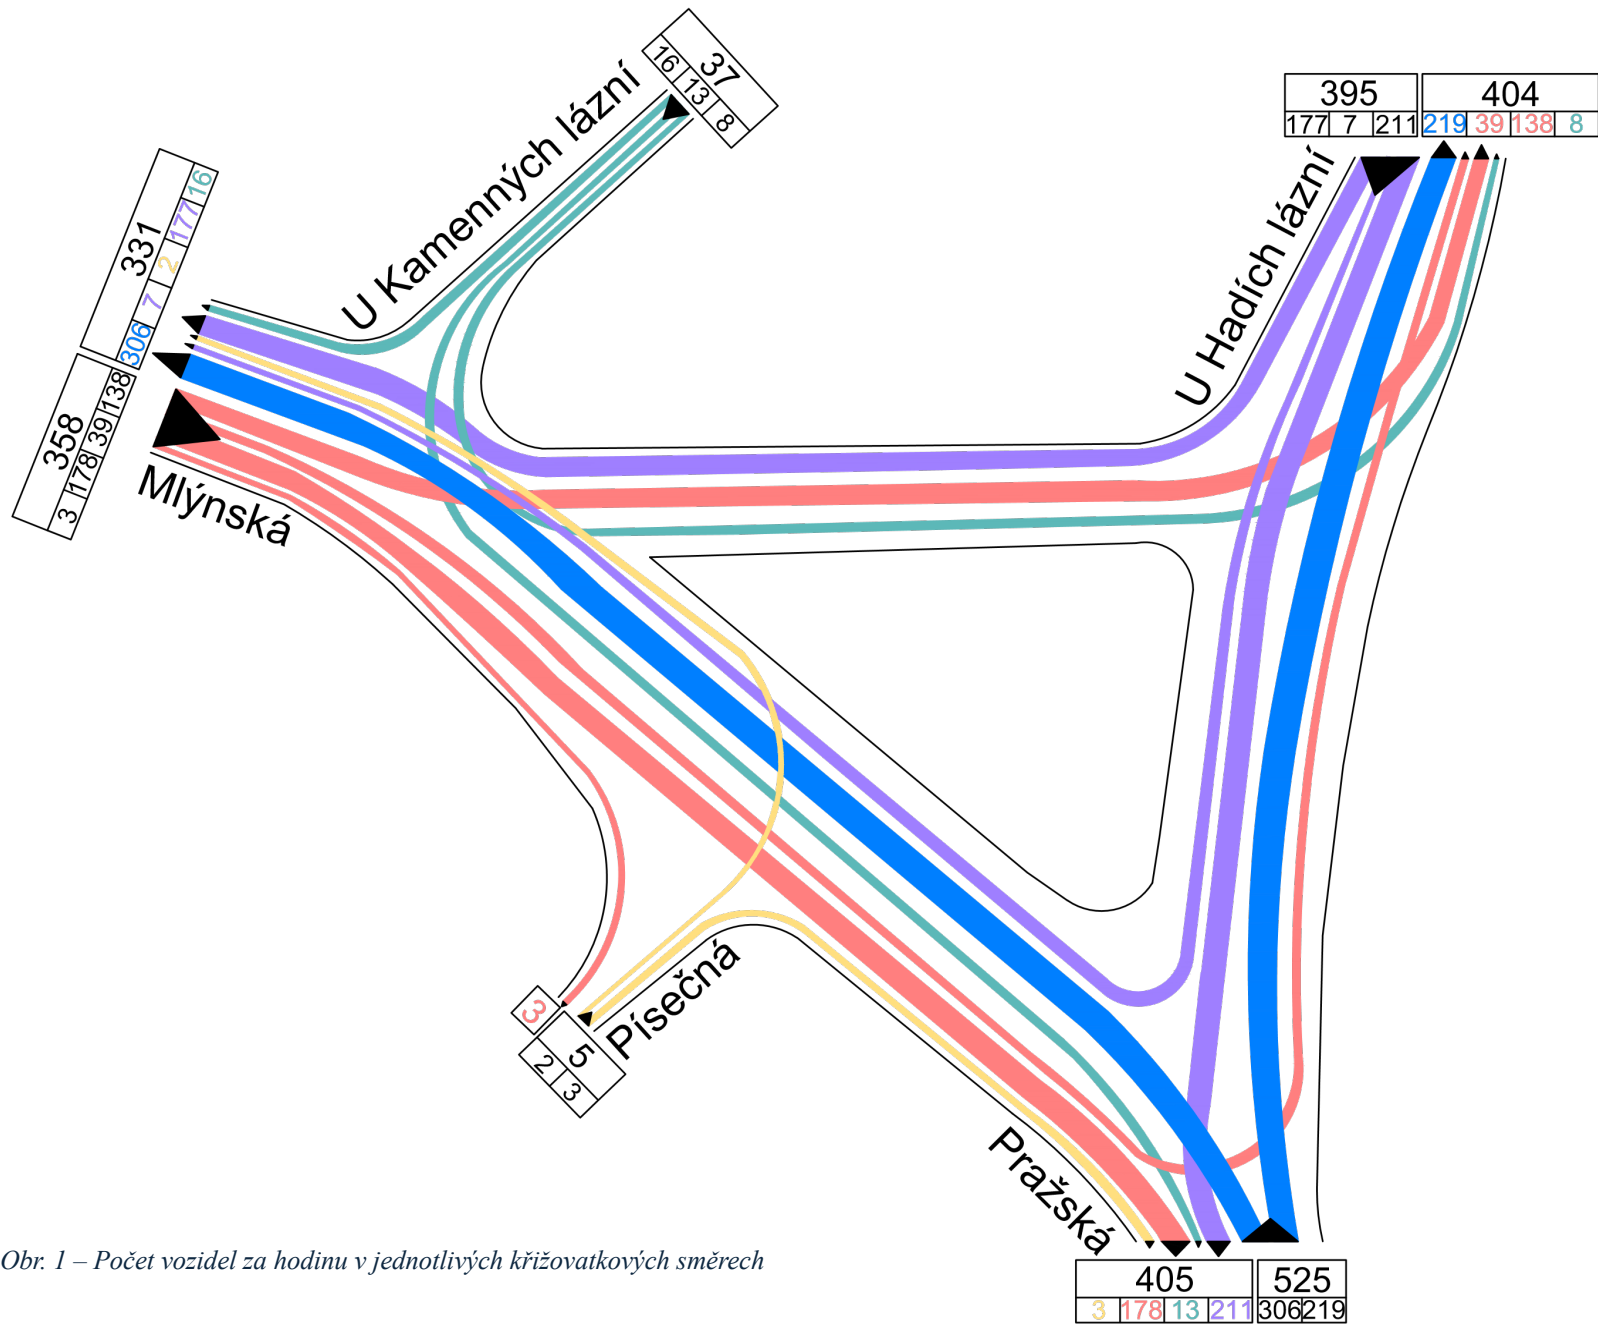 37
16 13 8
U Kamenných lázní
395
177 7 211
404
219 39 138 8
U Hadích lázní
331
306 7 2 177 16
358
3 178 39 138
Mlýnská
3
5
2 3
Písečná
Pražská
405
3 178 13 211
525
306 219
Obr. 1 – Počet vozidel za hodinu v jednotlivých křižovatkových směrech